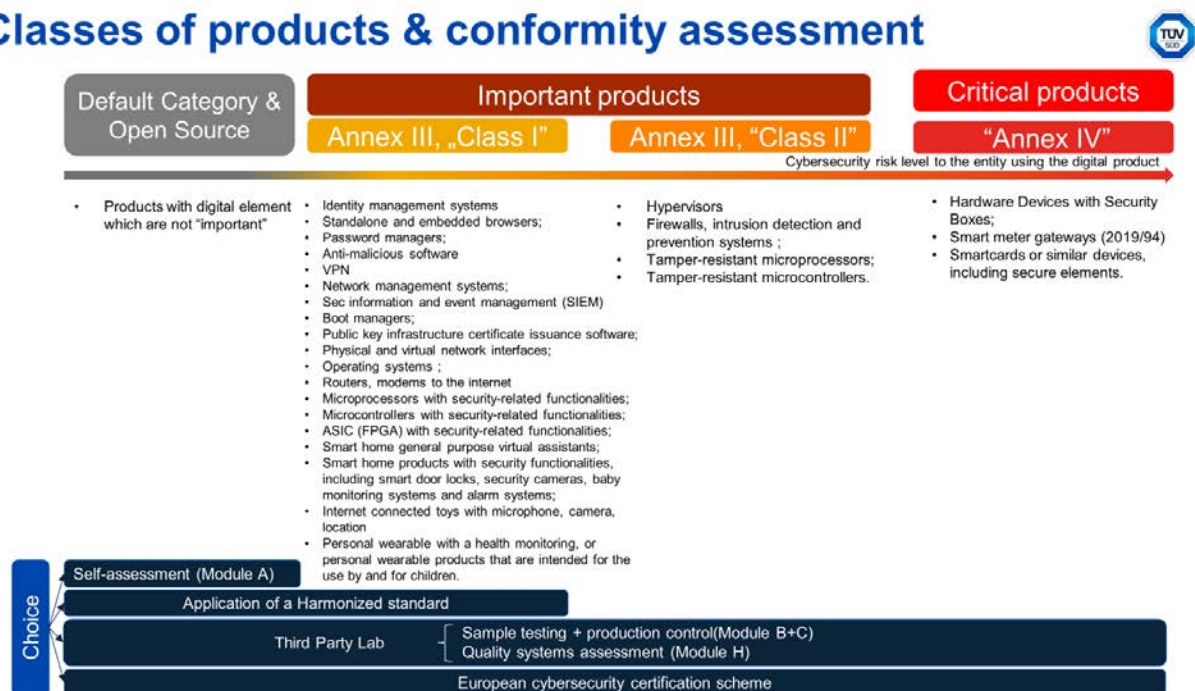 Classes of products & conformity assessment
TÜV
SÜD
Default Category &
Open Source
Important products
Annex III, „Class I”
Annex III, “Class II”
Critical products
“Annex IV”
Cybersecurity risk level to the entity using the digital product
• Products with digital element
which are not “important”
• Identity management systems
• Standalone and embedded browsers;
• Password managers;
• Anti-malicious software
• VPN
• Network management systems;
• Sec information and event management (SIEM)
• Boot managers;
• Public key infrastructure certificate issuance software;
• Physical and virtual network interfaces;
• Operating systems ;
• Routers, modems to the internet
• Microprocessors with security-related functionalities;
• Microcontrollers with security-related functionalities;
• ASIC (FPGA) with security-related functionalities;
• Smart home general purpose virtual assistants;
• Smart home products with security functionalities,
including smart door locks, security cameras, baby
monitoring systems and alarm systems;
• Internet connected toys with microphone, camera,
location
• Personal wearable with a health monitoring, or
personal wearable products that are intended for the
use by and for children.
• Hypervisors
• Firewalls, intrusion detection and
prevention systems ;
• Tamper-resistant microprocessors;
• Tamper-resistant microcontrollers.
• Hardware Devices with Security
Boxes;
• Smart meter gateways (2019/94)
• Smartcards or similar devices,
including secure elements.
Choice
Self-assessment (Module A)
Application of a Harmonized standard
Third Party Lab
Sample testing + production control(Module B+C)
Quality systems assessment (Module H)
European cybersecurity certification scheme